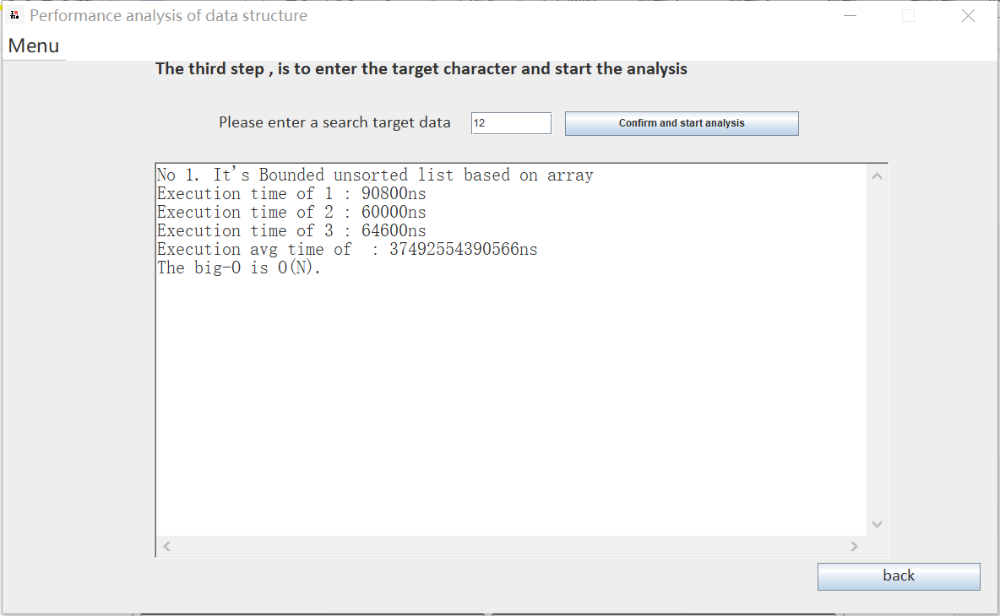 Performance analysis of data structure
Menu
The third step , is to enter the target character and start the analysis
Please enter a search target data 12 Confirm and start analysis
No 1. It's Bounded unsorted list based on array
Execution time of 1 : 90800ns
Execution time of 2 : 60000ns
Execution time of 3 : 64600ns
Execution avg time of  : 37492554390566ns
The big-O is O(N).
back